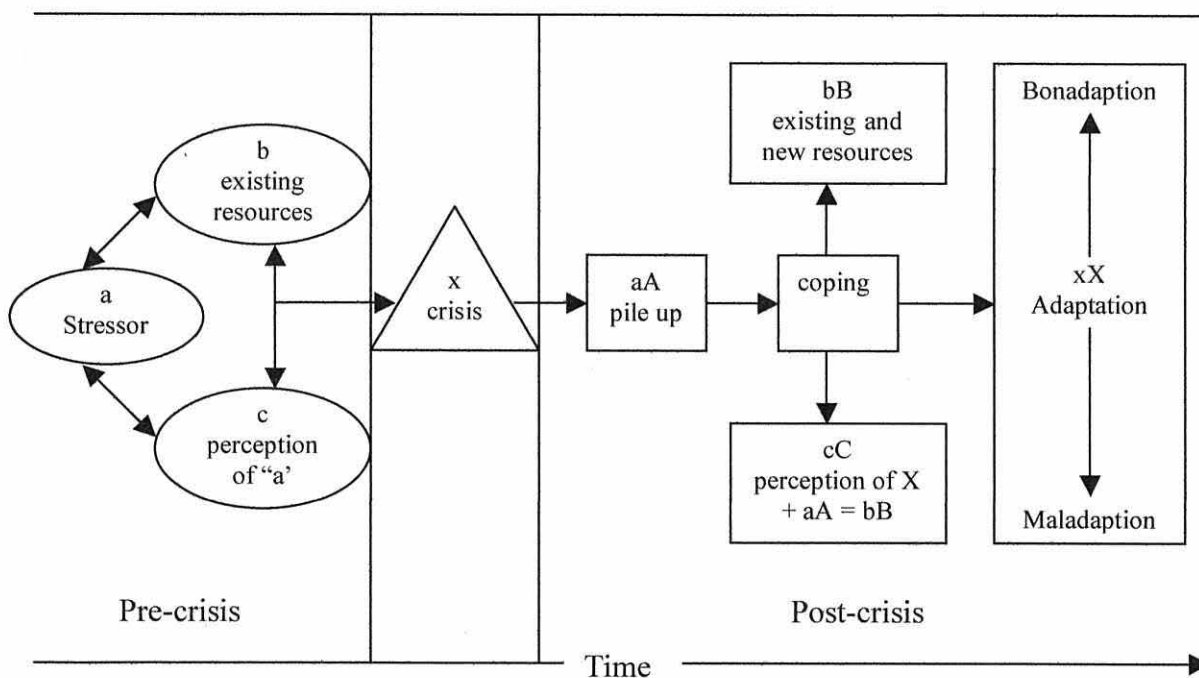 b
existing
resources
a
Stressor
c
perception
of “a’
x
crisis
aA
pile up
coping
bB
existing and
new resources
cC
perception of X
+ aA = bB
Bonadaption
xX
Adaptation
Maladaption
Pre-crisis
Post-crisis
Time